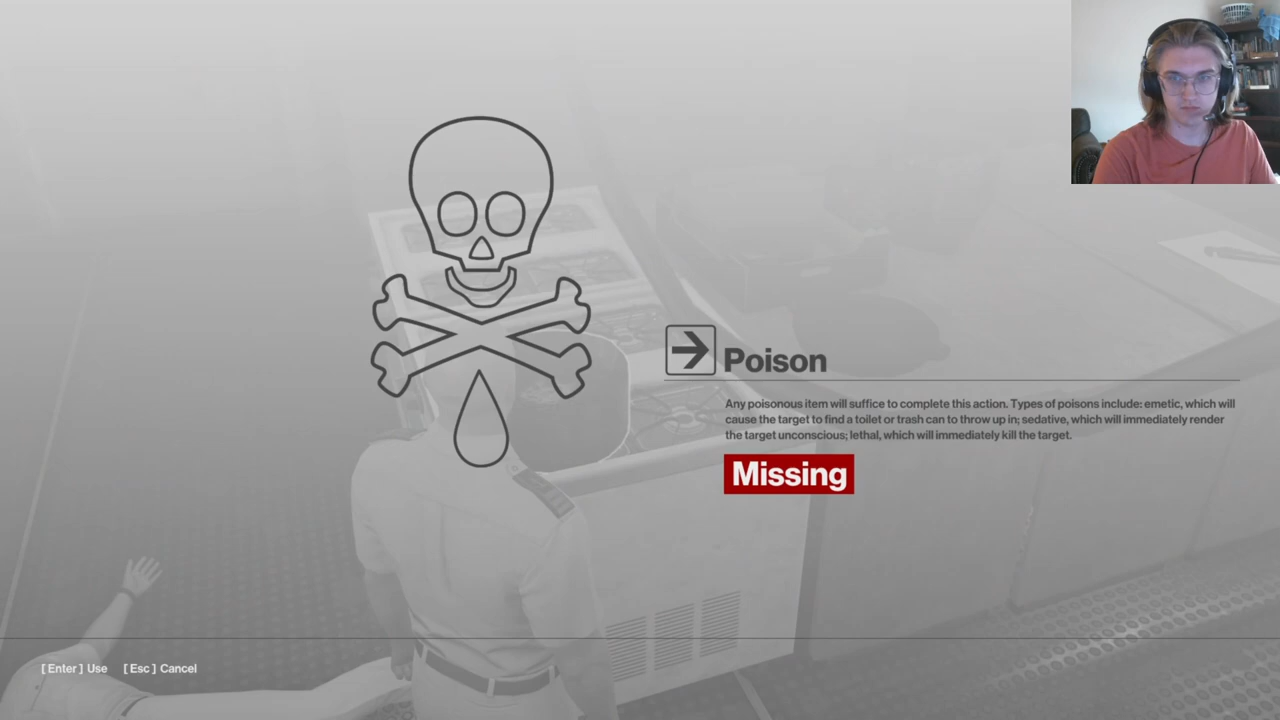 Poison
Any poisonous item will suffice to complete this action. Types of poisons include: emetic, which will
cause the target to find a toilet or trash can to throw up in; sedative, which will immediately render
the target unconscious; lethal, which will immediately kill the target.
Missing
[ Enter ] Use [ Esc ] Cancel